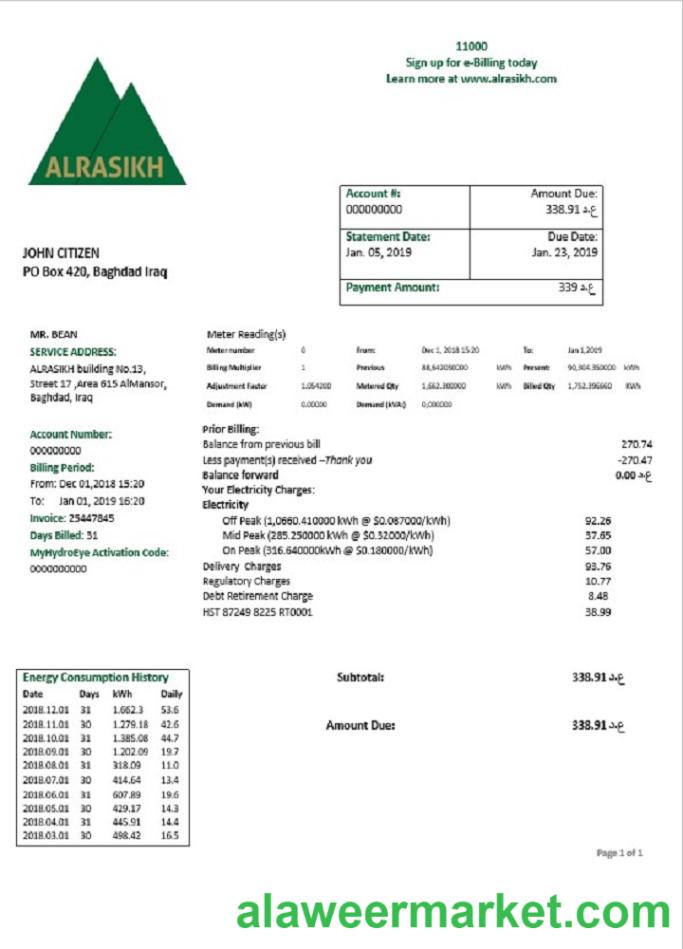 11000
Sign up for e-Billing today
Learn more at www.alrasikh.com
ALRASIKH
Account #: Amount Due:
000000000 338.91 د.ع
Statement Date: Due Date:
Jan. 05, 2019 Jan. 23, 2019
Payment Amount: 339 د.ع
JOHN CITIZEN
PO Box 420, Baghdad Iraq
MR. BEAN
SERVICE ADDRESS:
ALRASIKH building No.13,
Street 17 ,Area 615 AlMansor,
Baghdad, Iraq
Account Number:
000000000
Billing Period:
From: Dec 01,2018 15:20
To: Jan 01, 2019 16:20
Invoice: 25447845
Days Billed: 31
MyHydroEye Activation Code:
0000000000
Meter Reading(s)
Meter number 0 From: Dec 1, 2018 15:20 To: Jan 1,2019
Billing Multiplier 1 Previous 88,642050000 kWh Present 90,304.350000 kWh
Adjustment Factor 1.054200 Metered Qty 1,662.300000 kWh Billed Qty 1,752.396660 KWh
Demand (kW) 0.00000 Demand (kVA:) 0;000000
Prior Billing:
Balance from previous bill 270.74
Less payment(s) received –Thank you -270.47
Balance forward 0.00 د.ع
Your Electricity Charges:
Electricity
Off Peak (1,0660.410000 kWh @ $0.087000/kWh) 92.26
Mid Peak (285.250000 kWh @ $0.32000/kWh) 37.65
On Peak (316.640000kWh @ $0.180000/kWh) 57.00
Delivery Charges 93.76
Regulatory Charges 10.77
Debt Retirement Charge 8.48
HST 87249 8225 RT0001 38.99
Subtotal: 338.91 د.ع
Amount Due: 338.91 د.ع
Energy Consumption History
Date Days kWh Daily
2018.12.01 31 1.662.3 53.6
2018.11.01 30 1.279.18 42.6
2018.10.01 31 1.385.08 44.7
2018.09.01 30 1.202.09 19.7
2018.08.01 31 318.09 11.0
2018.07.01 30 414.64 13.4
2018.06.01 31 607.89 19.6
2018.05.01 30 429.17 14.3
2018.04.01 31 445.91 14.4
2018.03.01 30 498.42 16.5
Page 1 of 1
alaweermarket.com